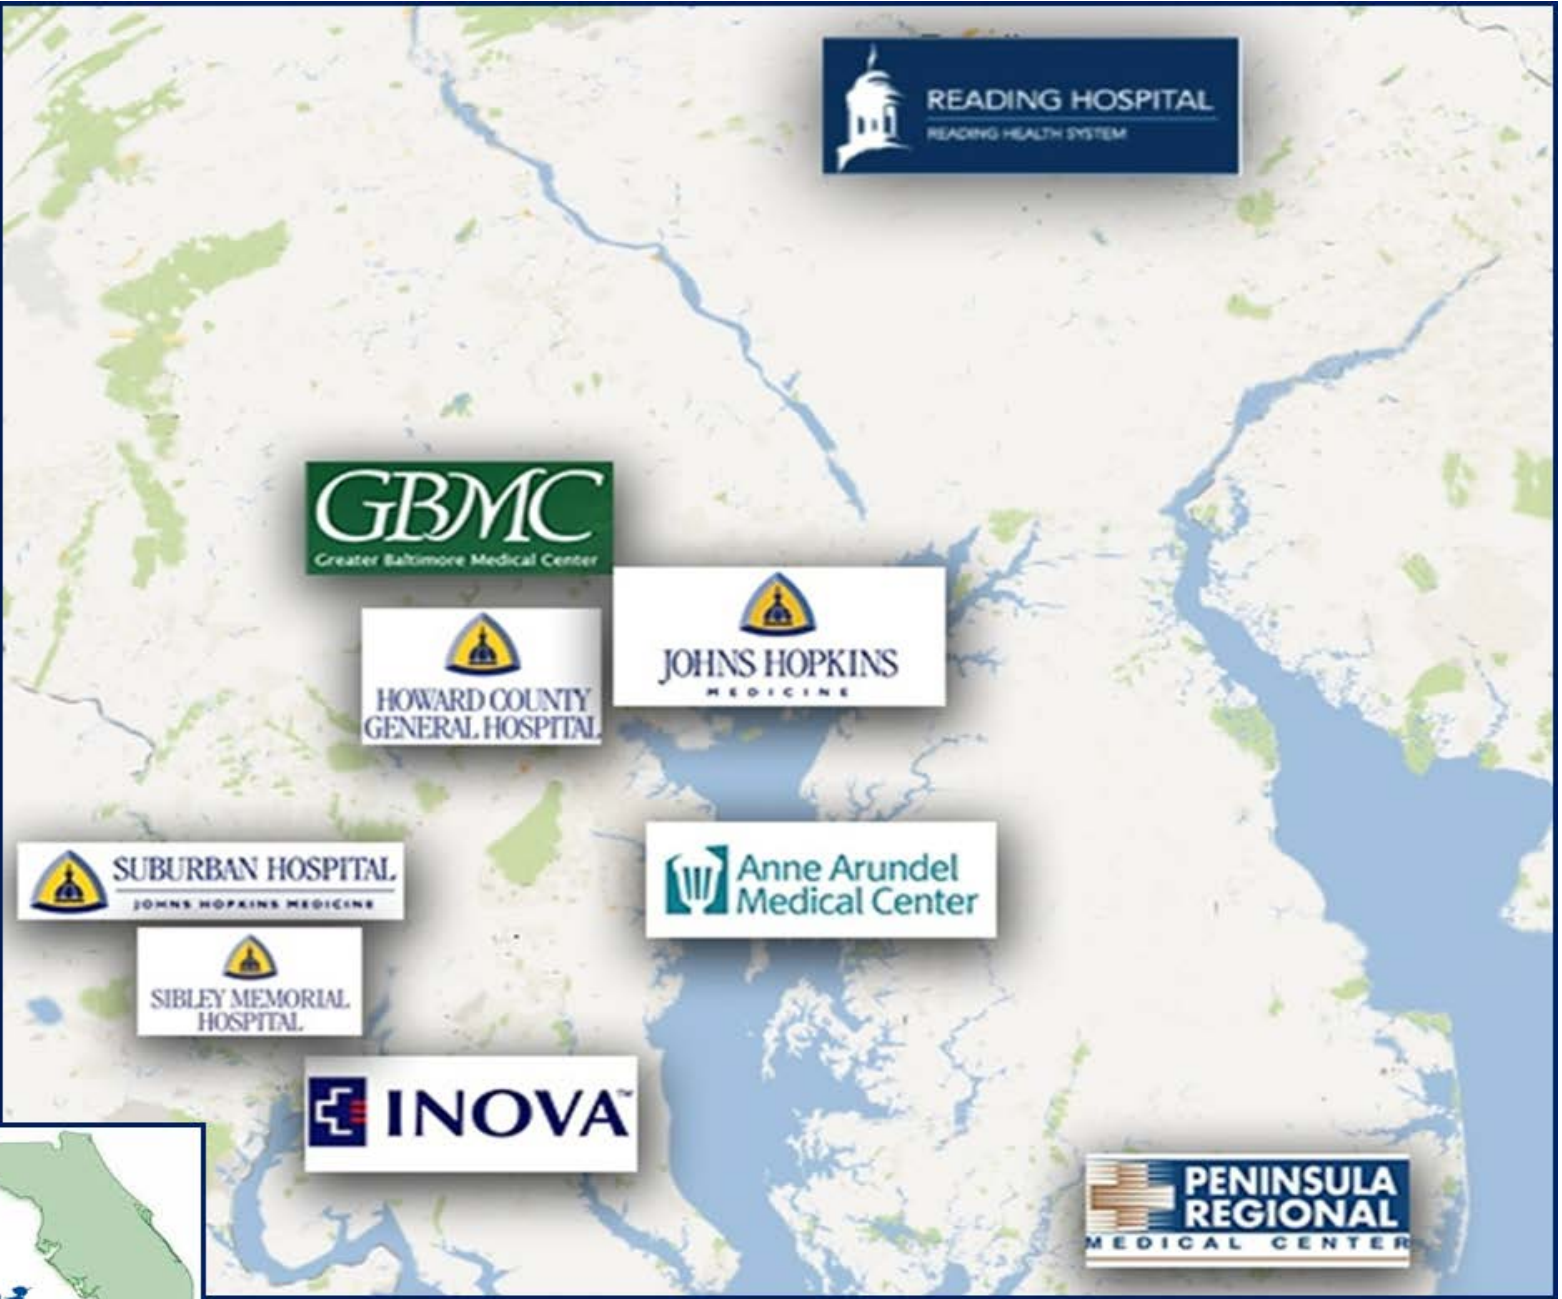 READING HOSPITAL
READING HEALTH SYSTEM
GBMC
Greater Baltimore Medical Center
JOHNS HOPKINS
MEDICINE
HOWARD COUNTY
GENERAL HOSPITAL
SUBURBAN HOSPITAL
JOHNS HOPKINS MEDICINE
Anne Arundel
Medical Center
SIBLEY MEMORIAL
HOSPITAL
INOVA™
PENINSULA
REGIONAL
MEDICAL CENTER